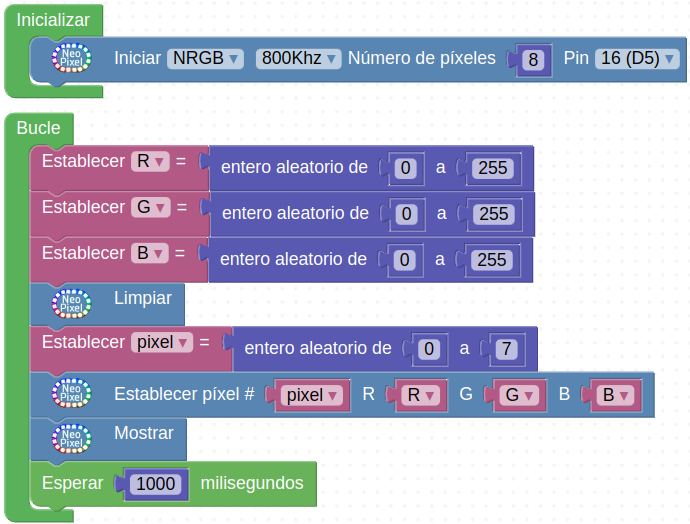 Inicializar
Neo Pixel Iniciar NRGB 800Khz Número de píxeles 8 Pin 16 (D5)
Bucle
Establecer R = entero aleatorio de 0 a 255
Establecer G = entero aleatorio de 0 a 255
Establecer B = entero aleatorio de 0 a 255
Neo Pixel Limpiar
Establecer pixel = entero aleatorio de 0 a 7
Neo Pixel Establecer píxel # pixel R R G G B B
Neo Pixel Mostrar
Esperar 1000 milisegundos